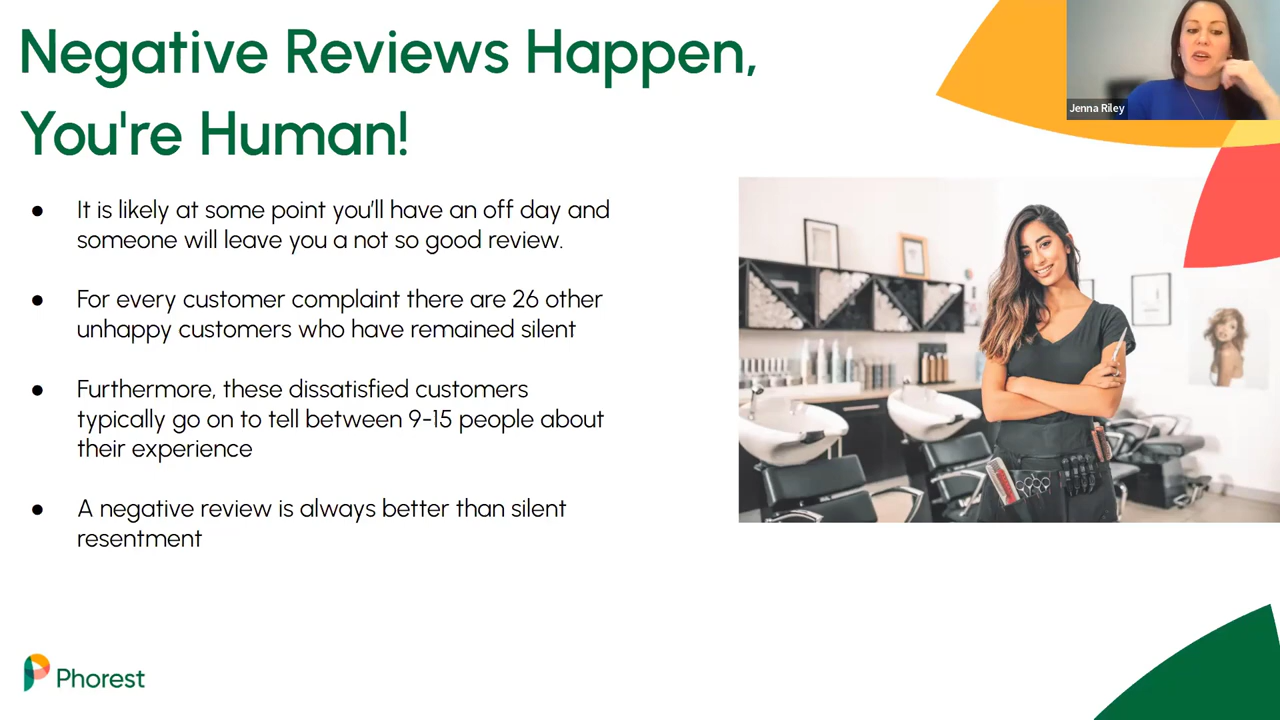 Negative Reviews Happen,
You're Human!
Jenna Riley
● It is likely at some point you'll have an off day and
someone will leave you a not so good review.
● For every customer complaint there are 26 other
unhappy customers who have remained silent
● Furthermore, these dissatisfied customers
typically go on to tell between 9-15 people about
their experience
● A negative review is always better than silent
resentment
Phorest